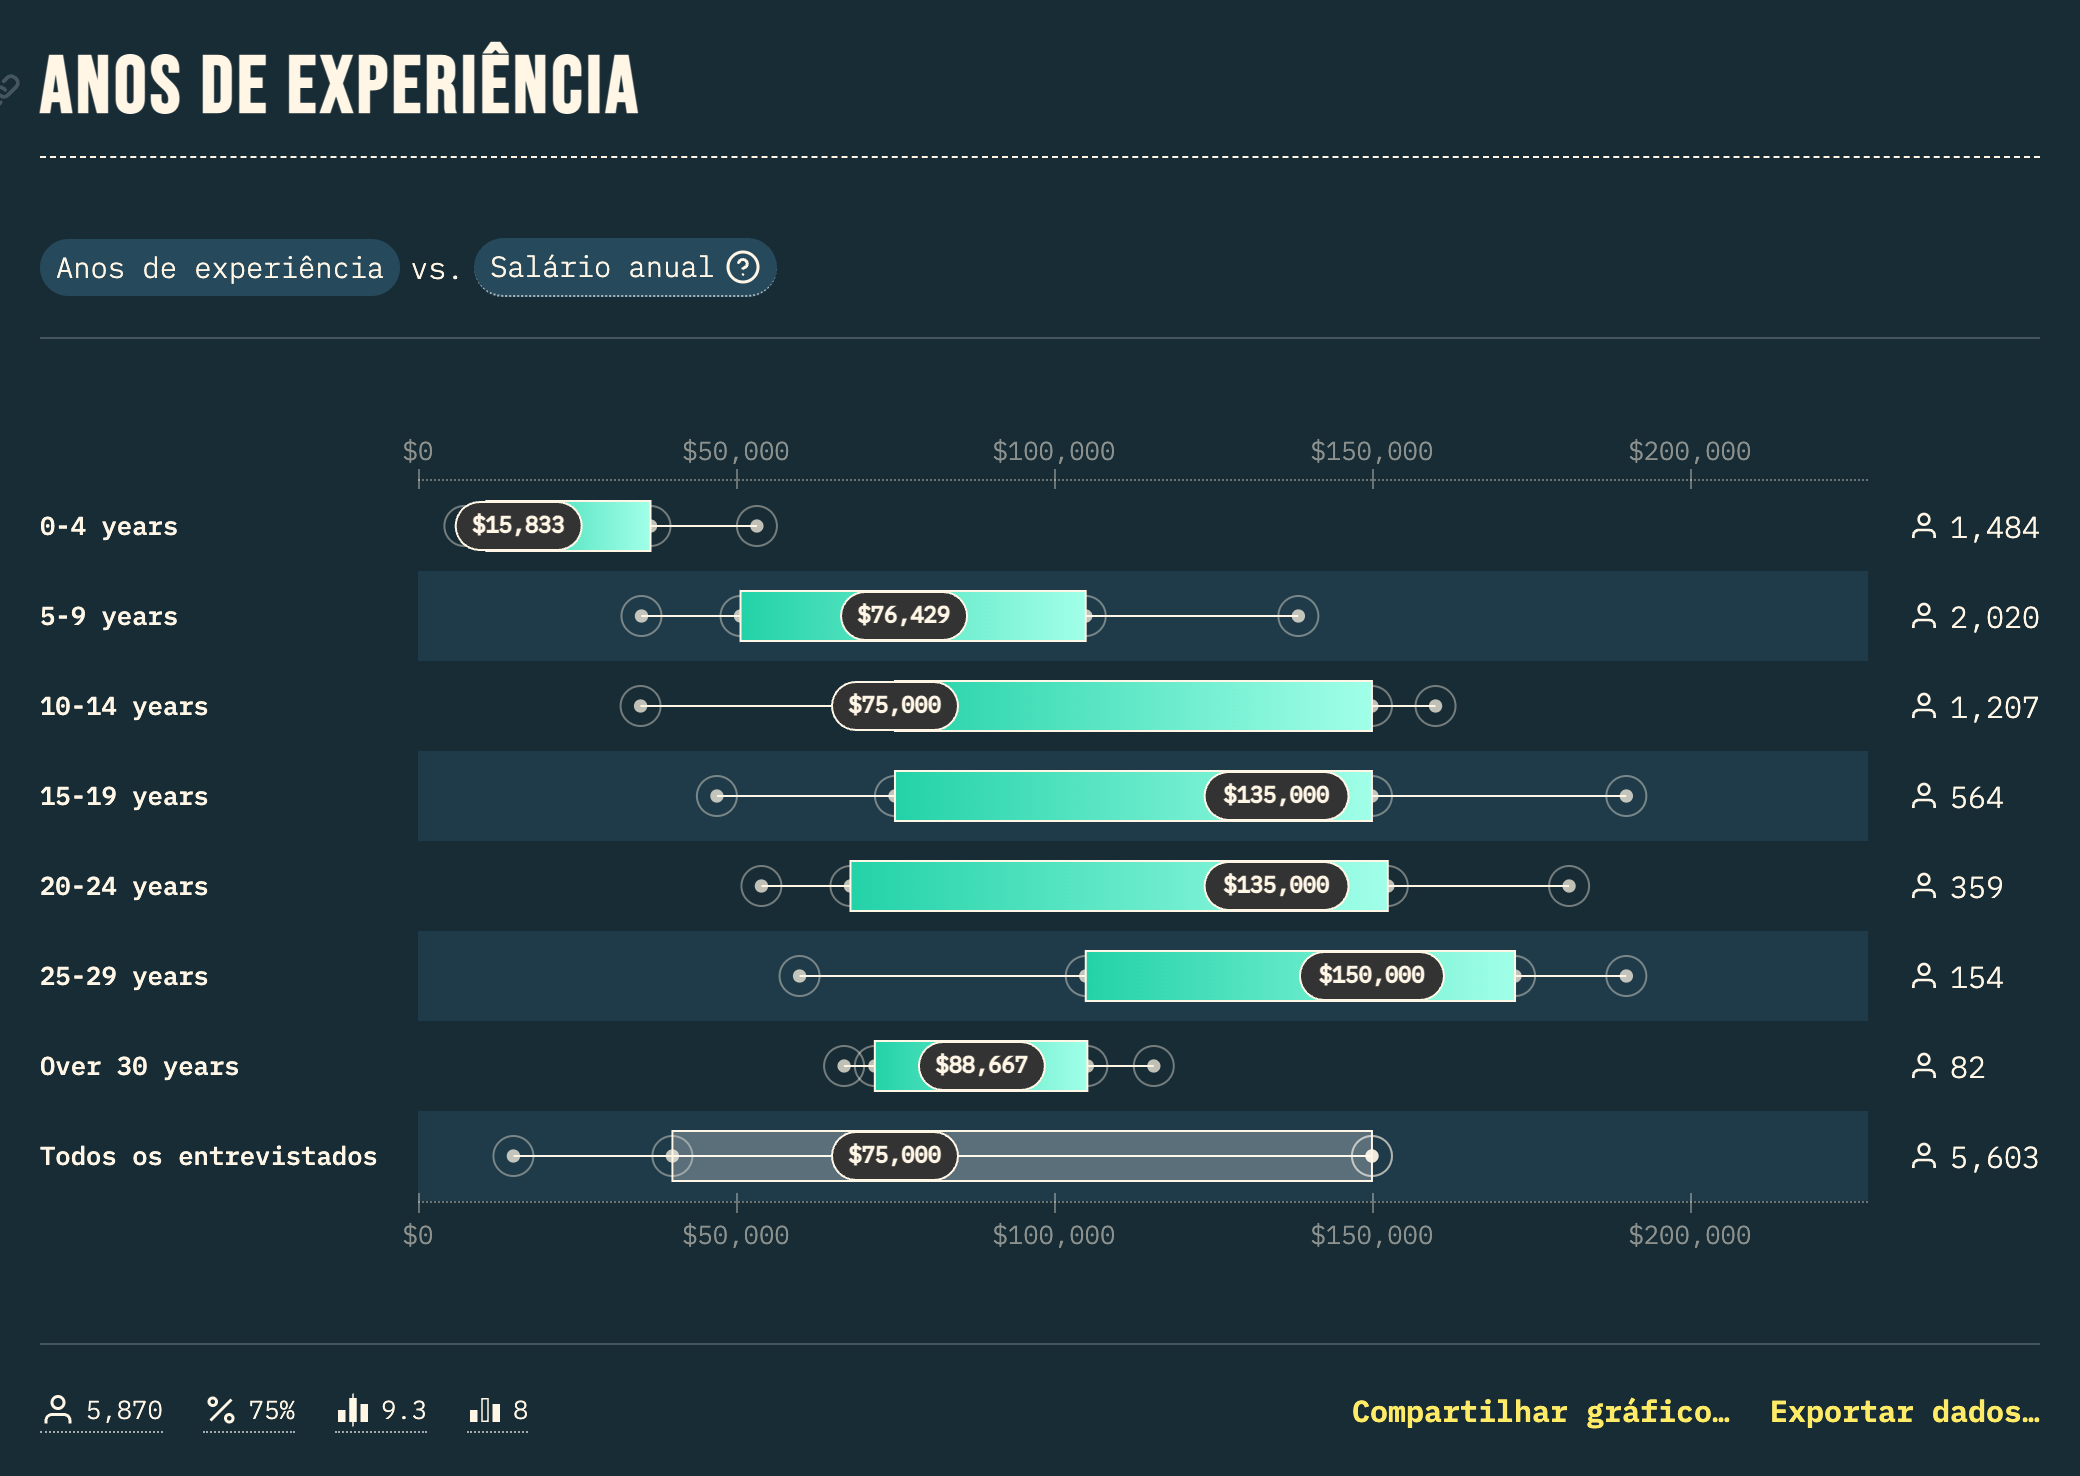 ANOS DE EXPERIÊNCIA
Anos de experiência vs. Salário anual ?
$0 $50,000 $100,000 $150,000 $200,000
0-4 years $15,833 1,484
5-9 years $76,429 2,020
10-14 years $75,000 1,207
15-19 years $135,000 564
20-24 years $135,000 359
25-29 years $150,000 154
Over 30 years $88,667 82
Todos os entrevistados $75,000 5,603
$0 $50,000 $100,000 $150,000 $200,000
5,870 % 75% 9.3 8 Compartilhar gráfico… Exportar dados…